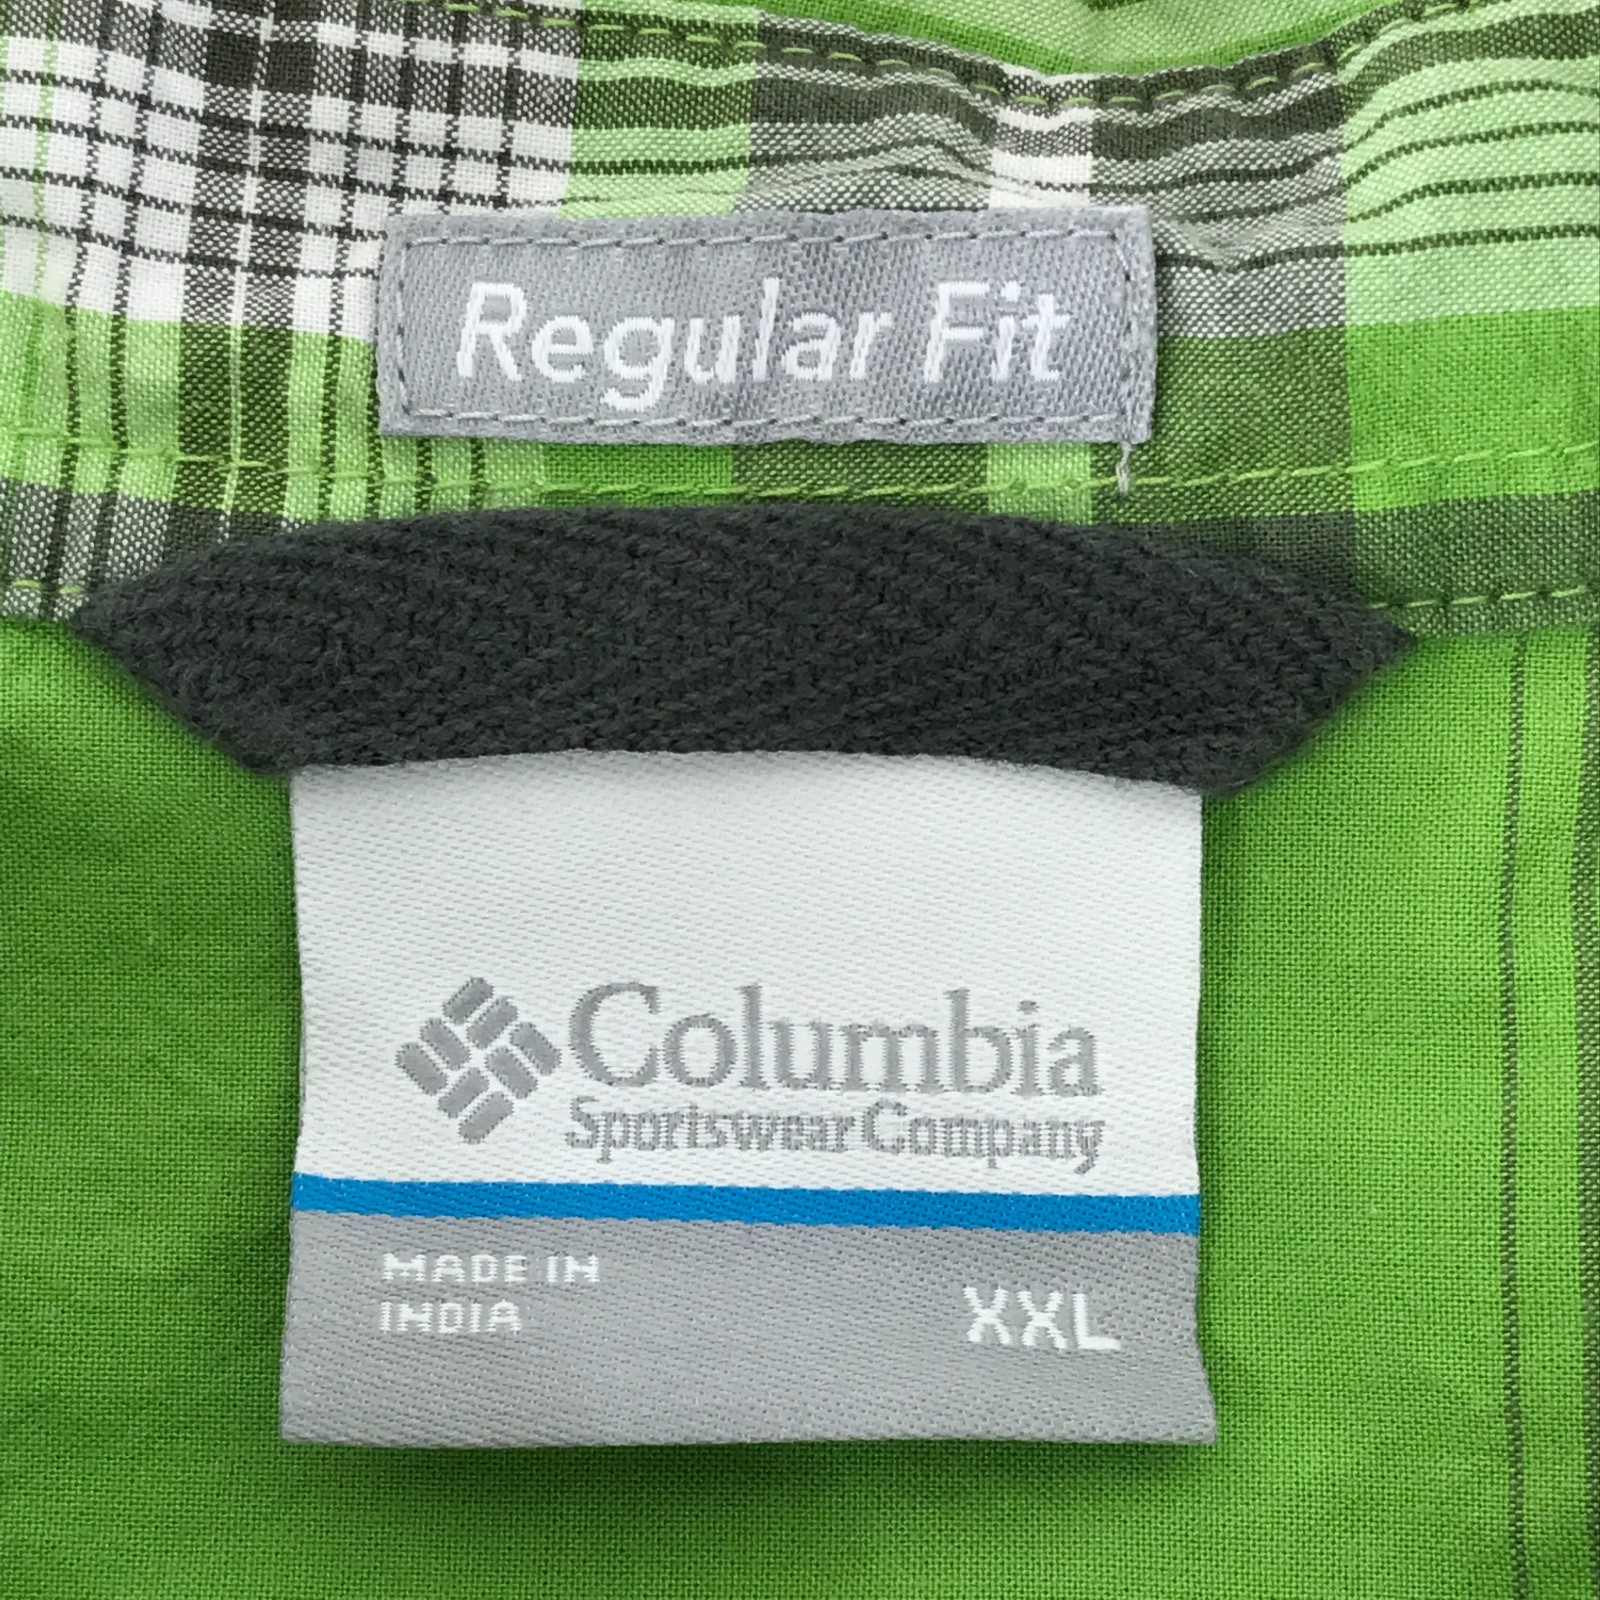 Regular Fit
Columbia
Sportswear Company
MADE IN
INDIA
XXL